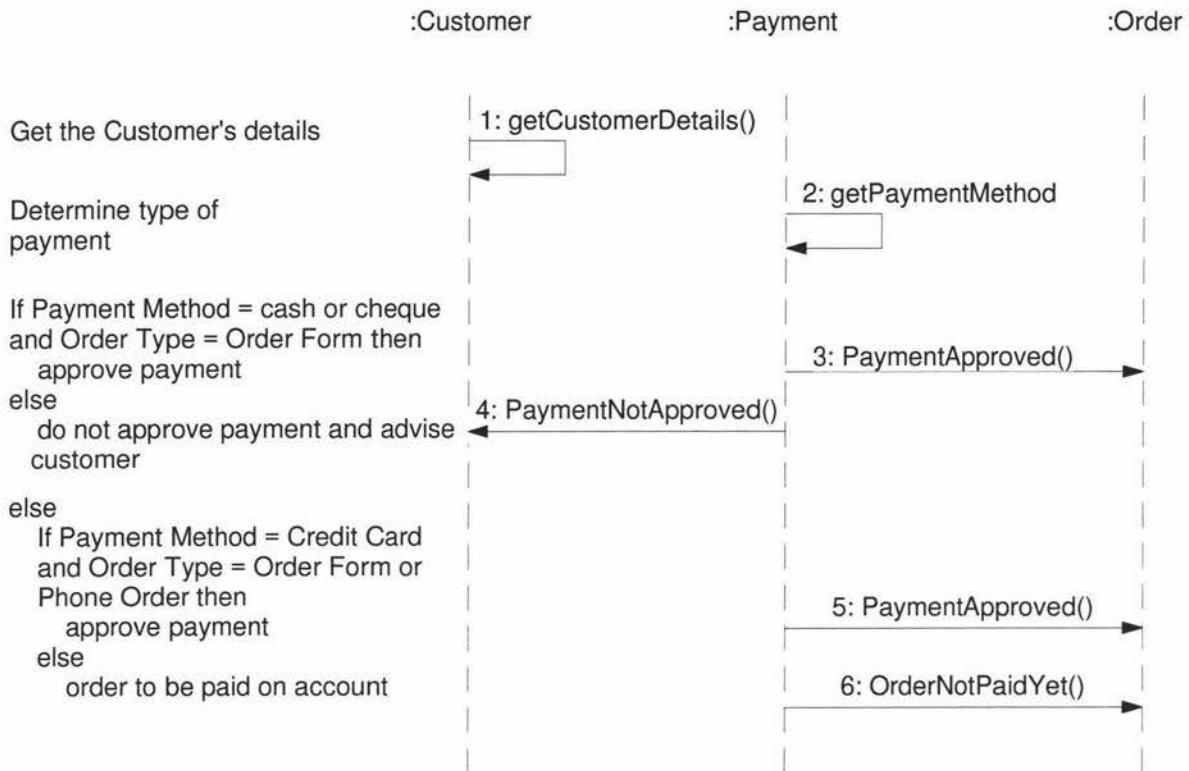 :Customer :Payment :Order
Get the Customer's details
1: getCustomerDetails()
Determine type of
payment
2: getPaymentMethod
If Payment Method = cash or cheque
and Order Type = Order Form then
approve payment
3: PaymentApproved()
else
4: PaymentNotApproved()
do not approve payment and advise
customer
else
If Payment Method = Credit Card
and Order Type = Order Form or
Phone Order then
approve payment
5: PaymentApproved()
else
order to be paid on account
6: OrderNotPaidYet()